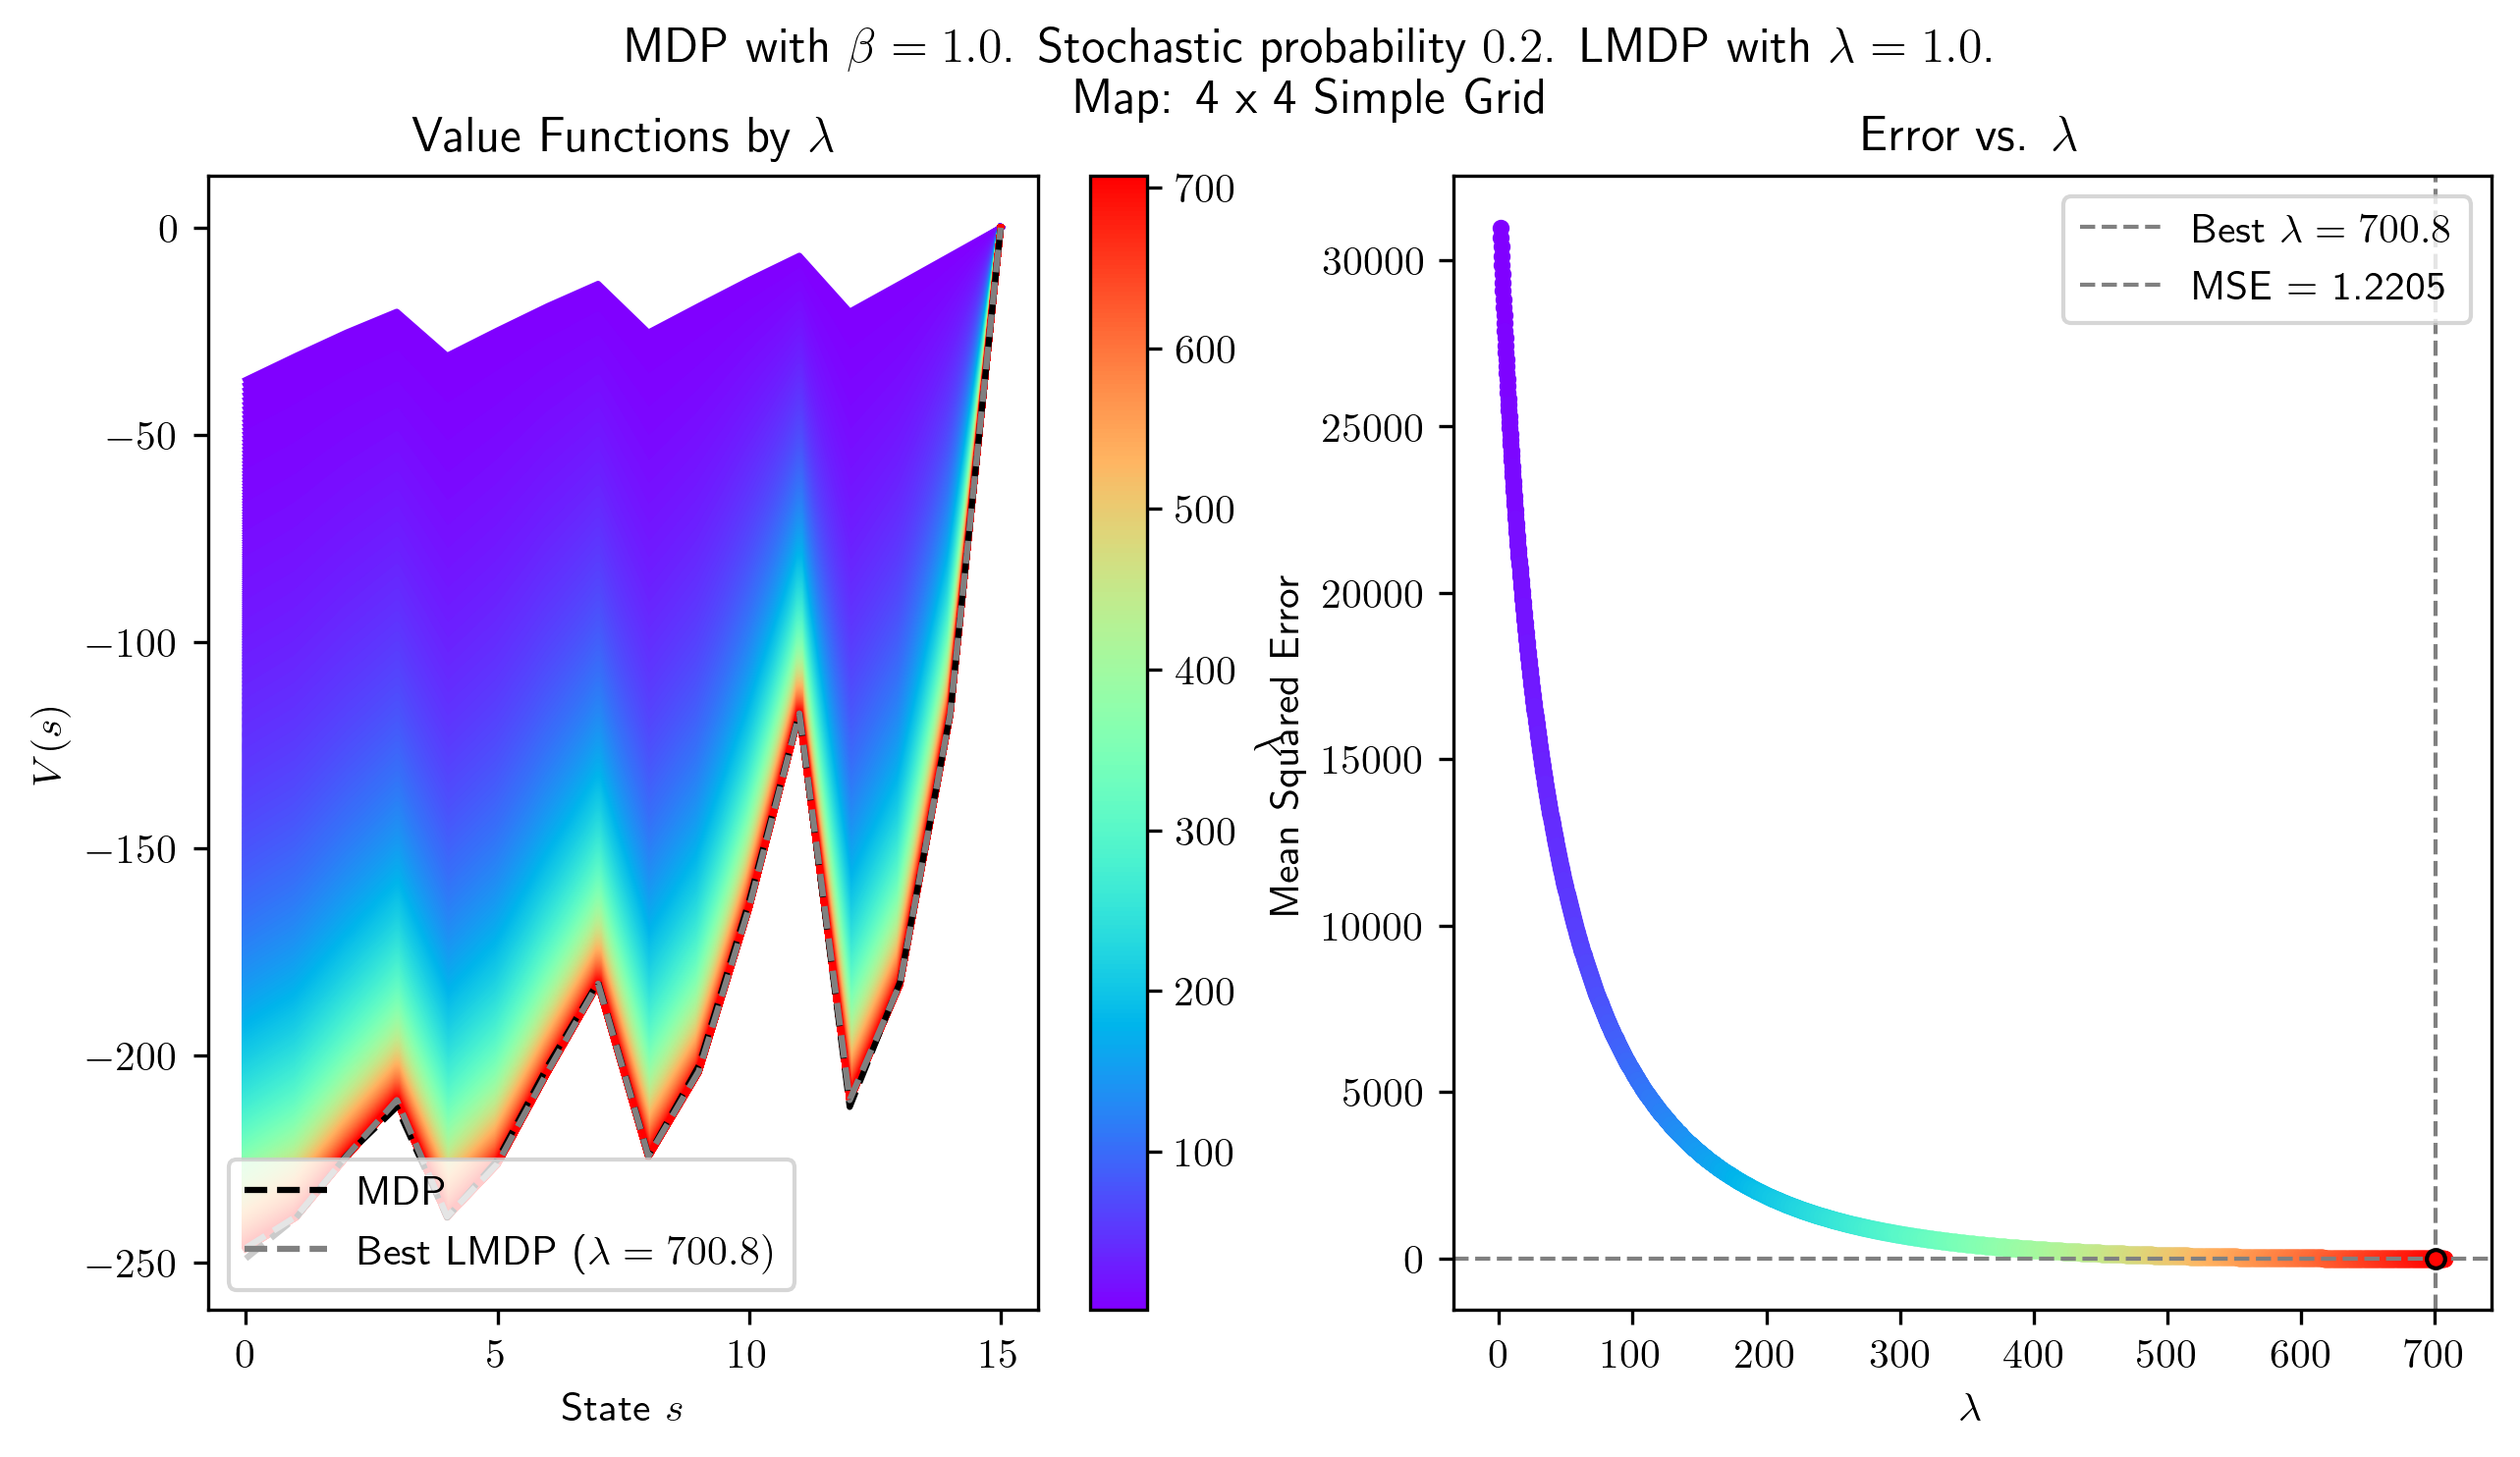 MDP with β = 1.0. Stochastic probability 0.2. LMDP with λ = 1.0.
Map: 4 x 4 Simple Grid
Value Functions by λ
V(s)
0
−50
−100
−150
−200
−250
MDP
Best LMDP (λ = 700.8)
0 5 10 15
State s
700
600
500
400
300
200
100
λ
Error vs. λ
Mean Squared Error
30000
25000
20000
15000
10000
5000
0
Best λ = 700.8
MSE = 1.2205
0 100 200 300 400 500 600 700
λ